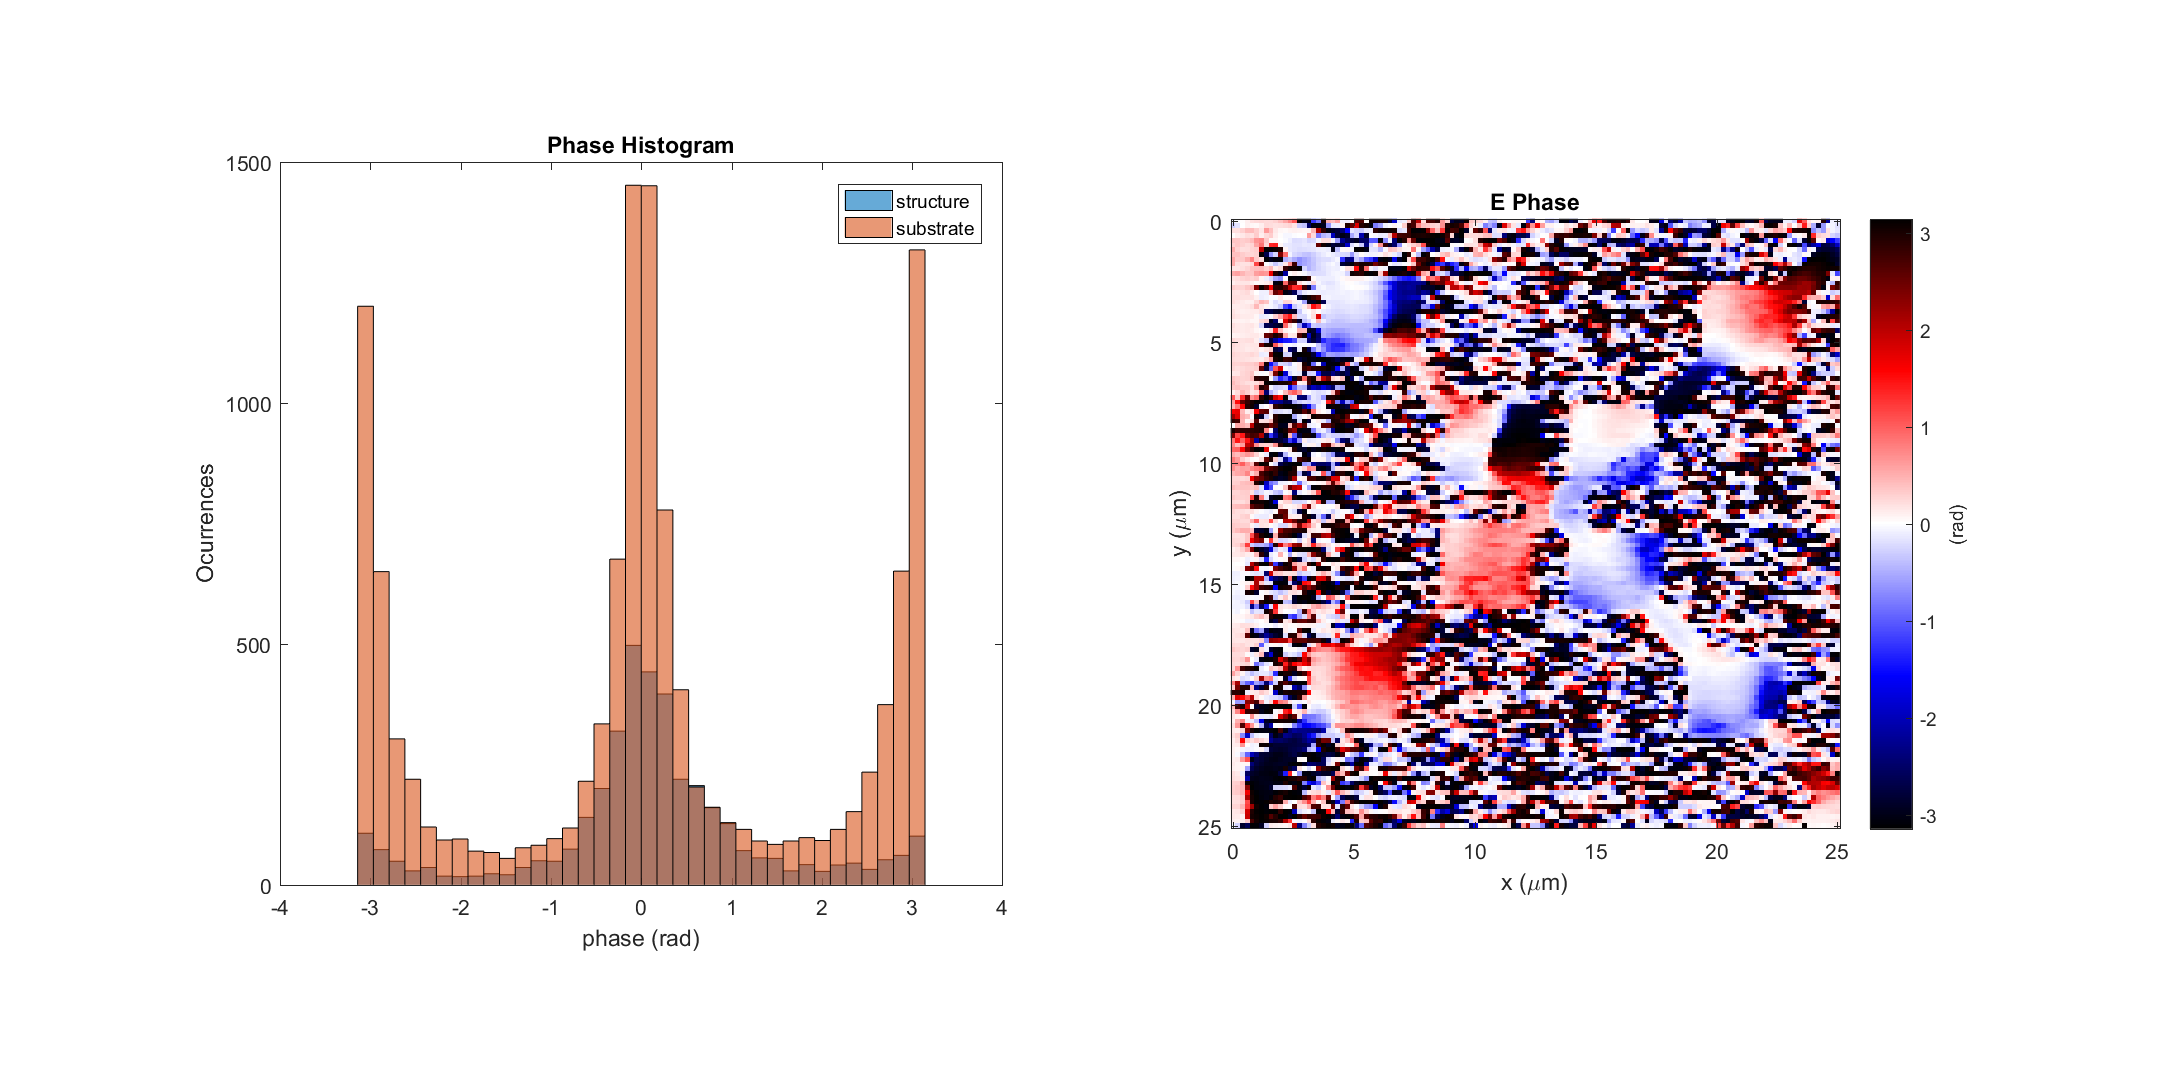 Phase Histogram
1500
1000
500
0
Ocurrences
-4 -3 -2 -1 0 1 2 3 4
phase (rad)
structure
substrate
E Phase
0
5
10
15
20
25
y (μm)
0 5 10 15 20 25
x (μm)
3
2
1
0
-1
-2
-3
(rad)